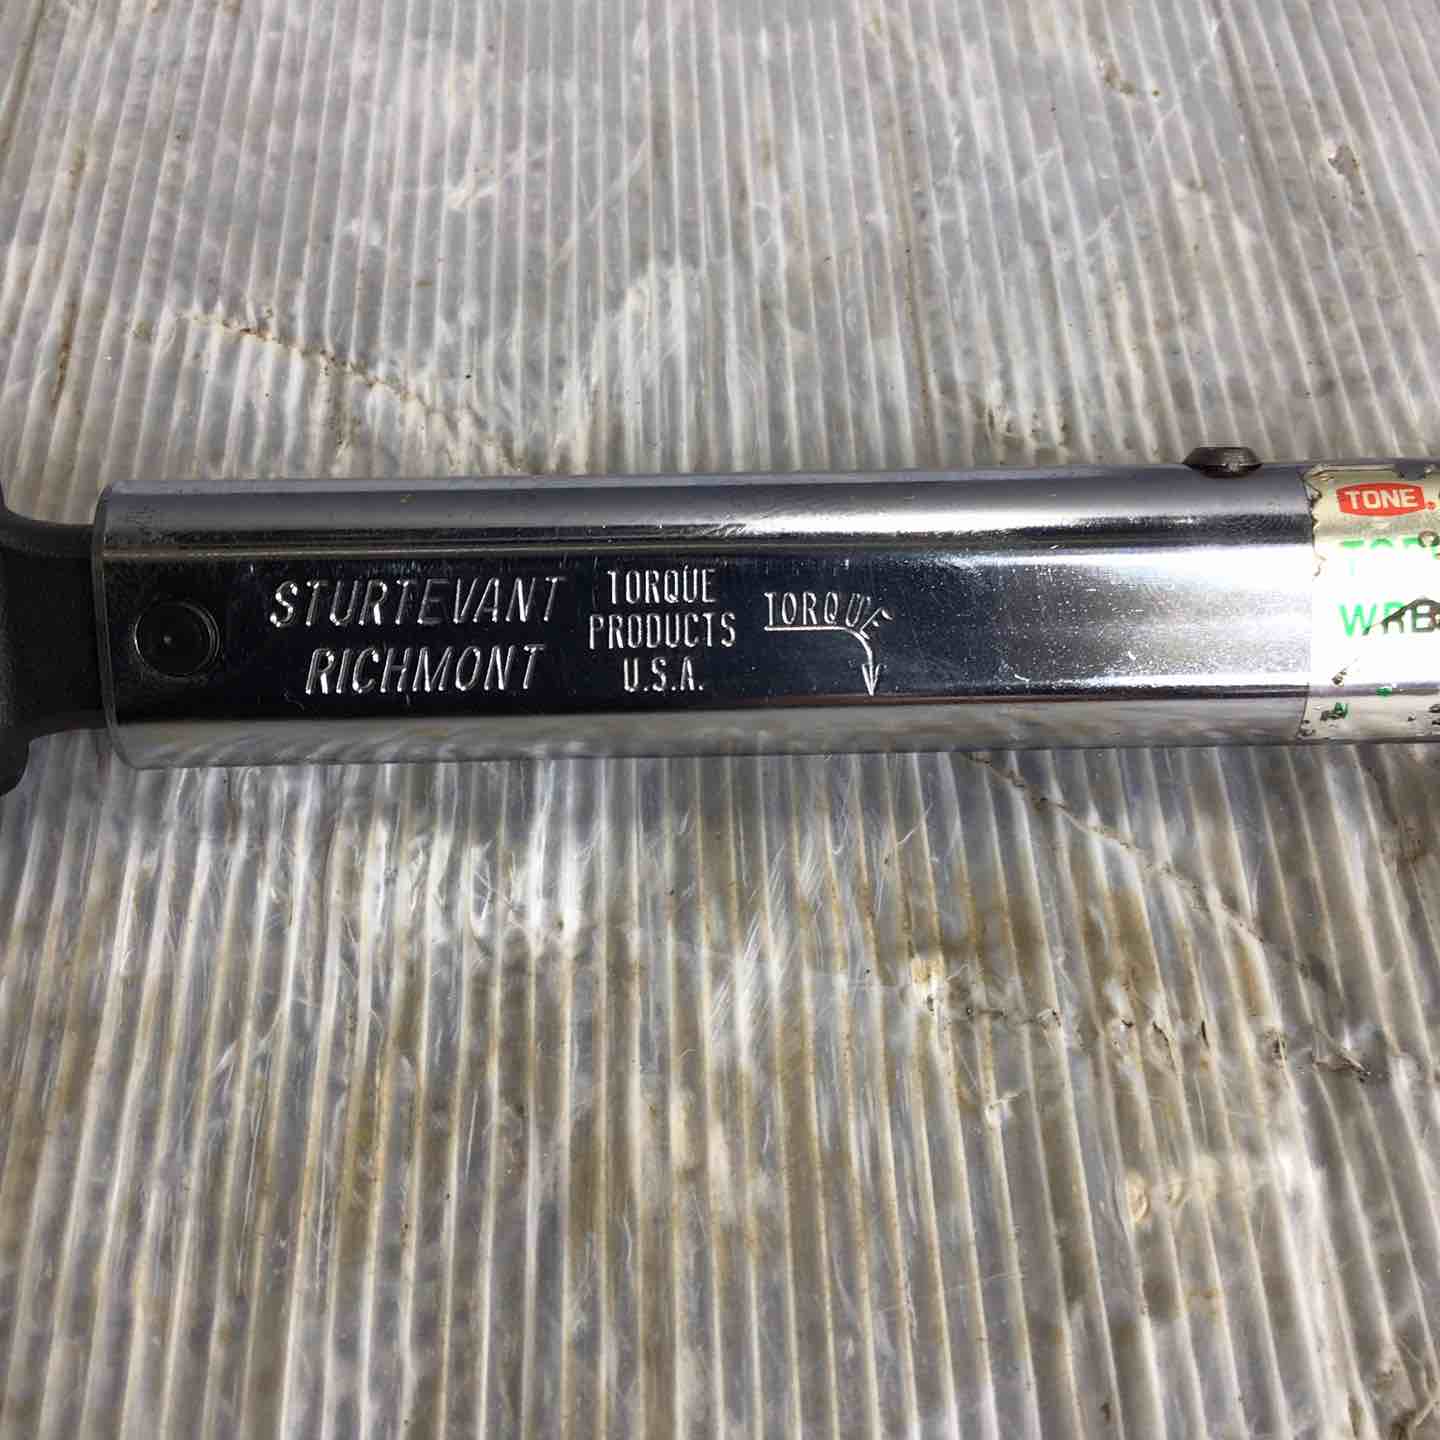 STURTEVANT
RICHMONT
TORQUE
PRODUCTS
U.S.A.
TORQUE
TONE